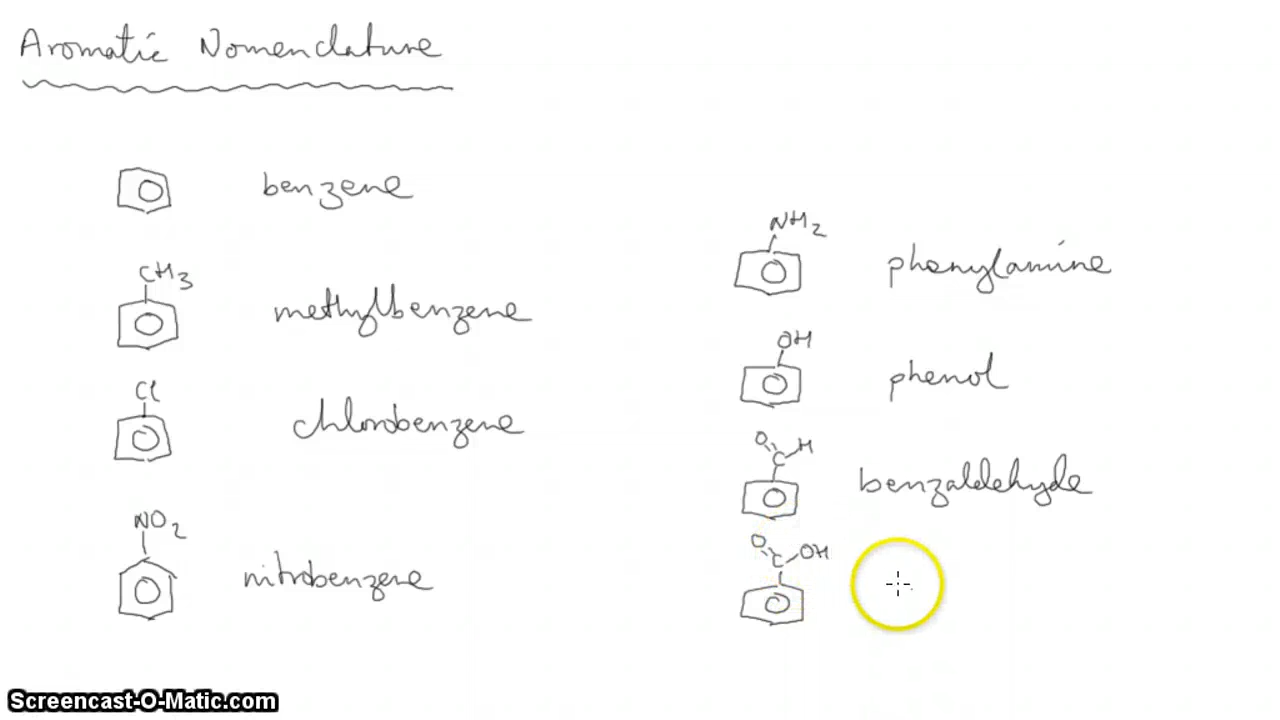 Aromatic Nomenclature
benzene
CH3
methylbenzene
Cl
chlorobenzene
NO2
nitrobenzene
NH2
phenylamine
OH
phenol
O
C
H
benzaldehyde
O
C
OH
Screencast-O-Matic.com